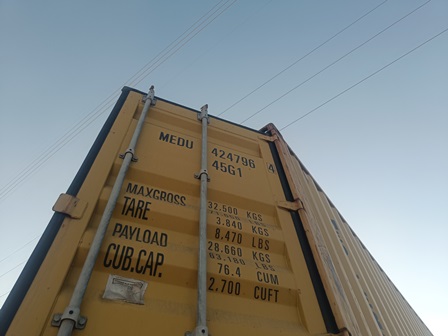 MEDU 424798 4
45G1
MAXGROSS 32.500 KGS
TARE 3.840 KGS
8.470 LBS
PAYLOAD 28.660 KGS
CUB.CAP. 76.4 CUM
2.700 CUFT